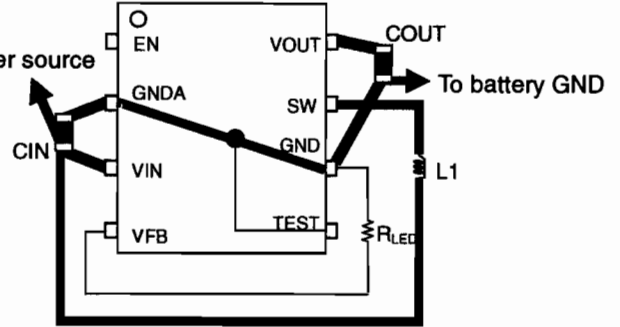 EN
VOUT
COUT
er source
To battery GND
GNDA
SW
GND
CIN
VIN
L1
TEST
VFB
RLED